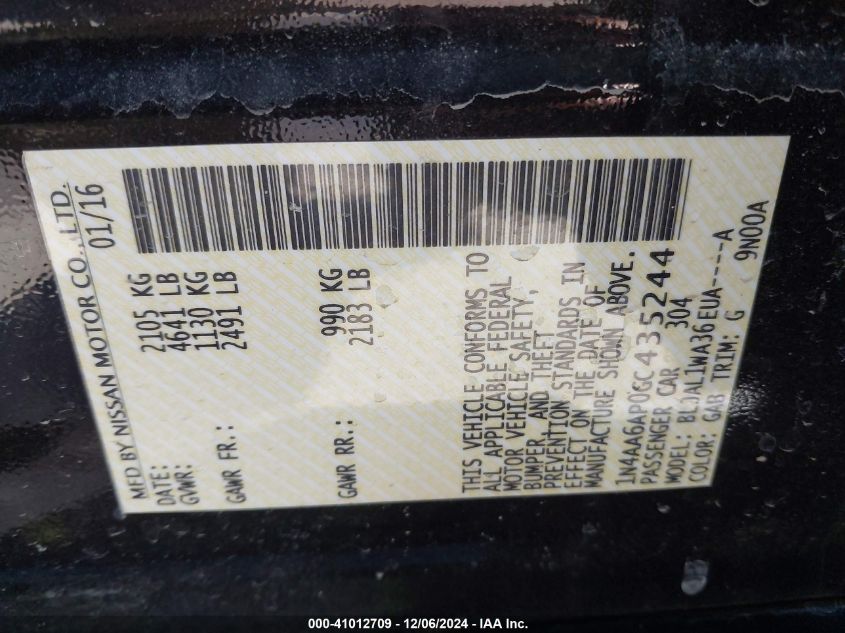 MFD BY NISSAN MOTOR CO.,LTD.
DATE: 01/16
GVWR: 2105 KG
4641 LB
GAWR FR.: 1130 KG
2491 LB
GAWR RR.: 990 KG
2183 LB
THIS VEHICLE CONFORMS TO
ALL APPLICABLE FEDERAL
MOTOR VEHICLE SAFETY,
BUMPER, AND THEFT
PREVENTION STANDARDS IN
EFFECT ON THE DATE OF
MANUFACTURE SHOWN ABOVE.
1N4AA6AP0GC435244
PASSENGER CAR 304
MODEL: BLJALIWA36EUA----A
COLOR: GAB TRIM: G 9N00A
000-41012709 - 12/06/2024 - IAA Inc.